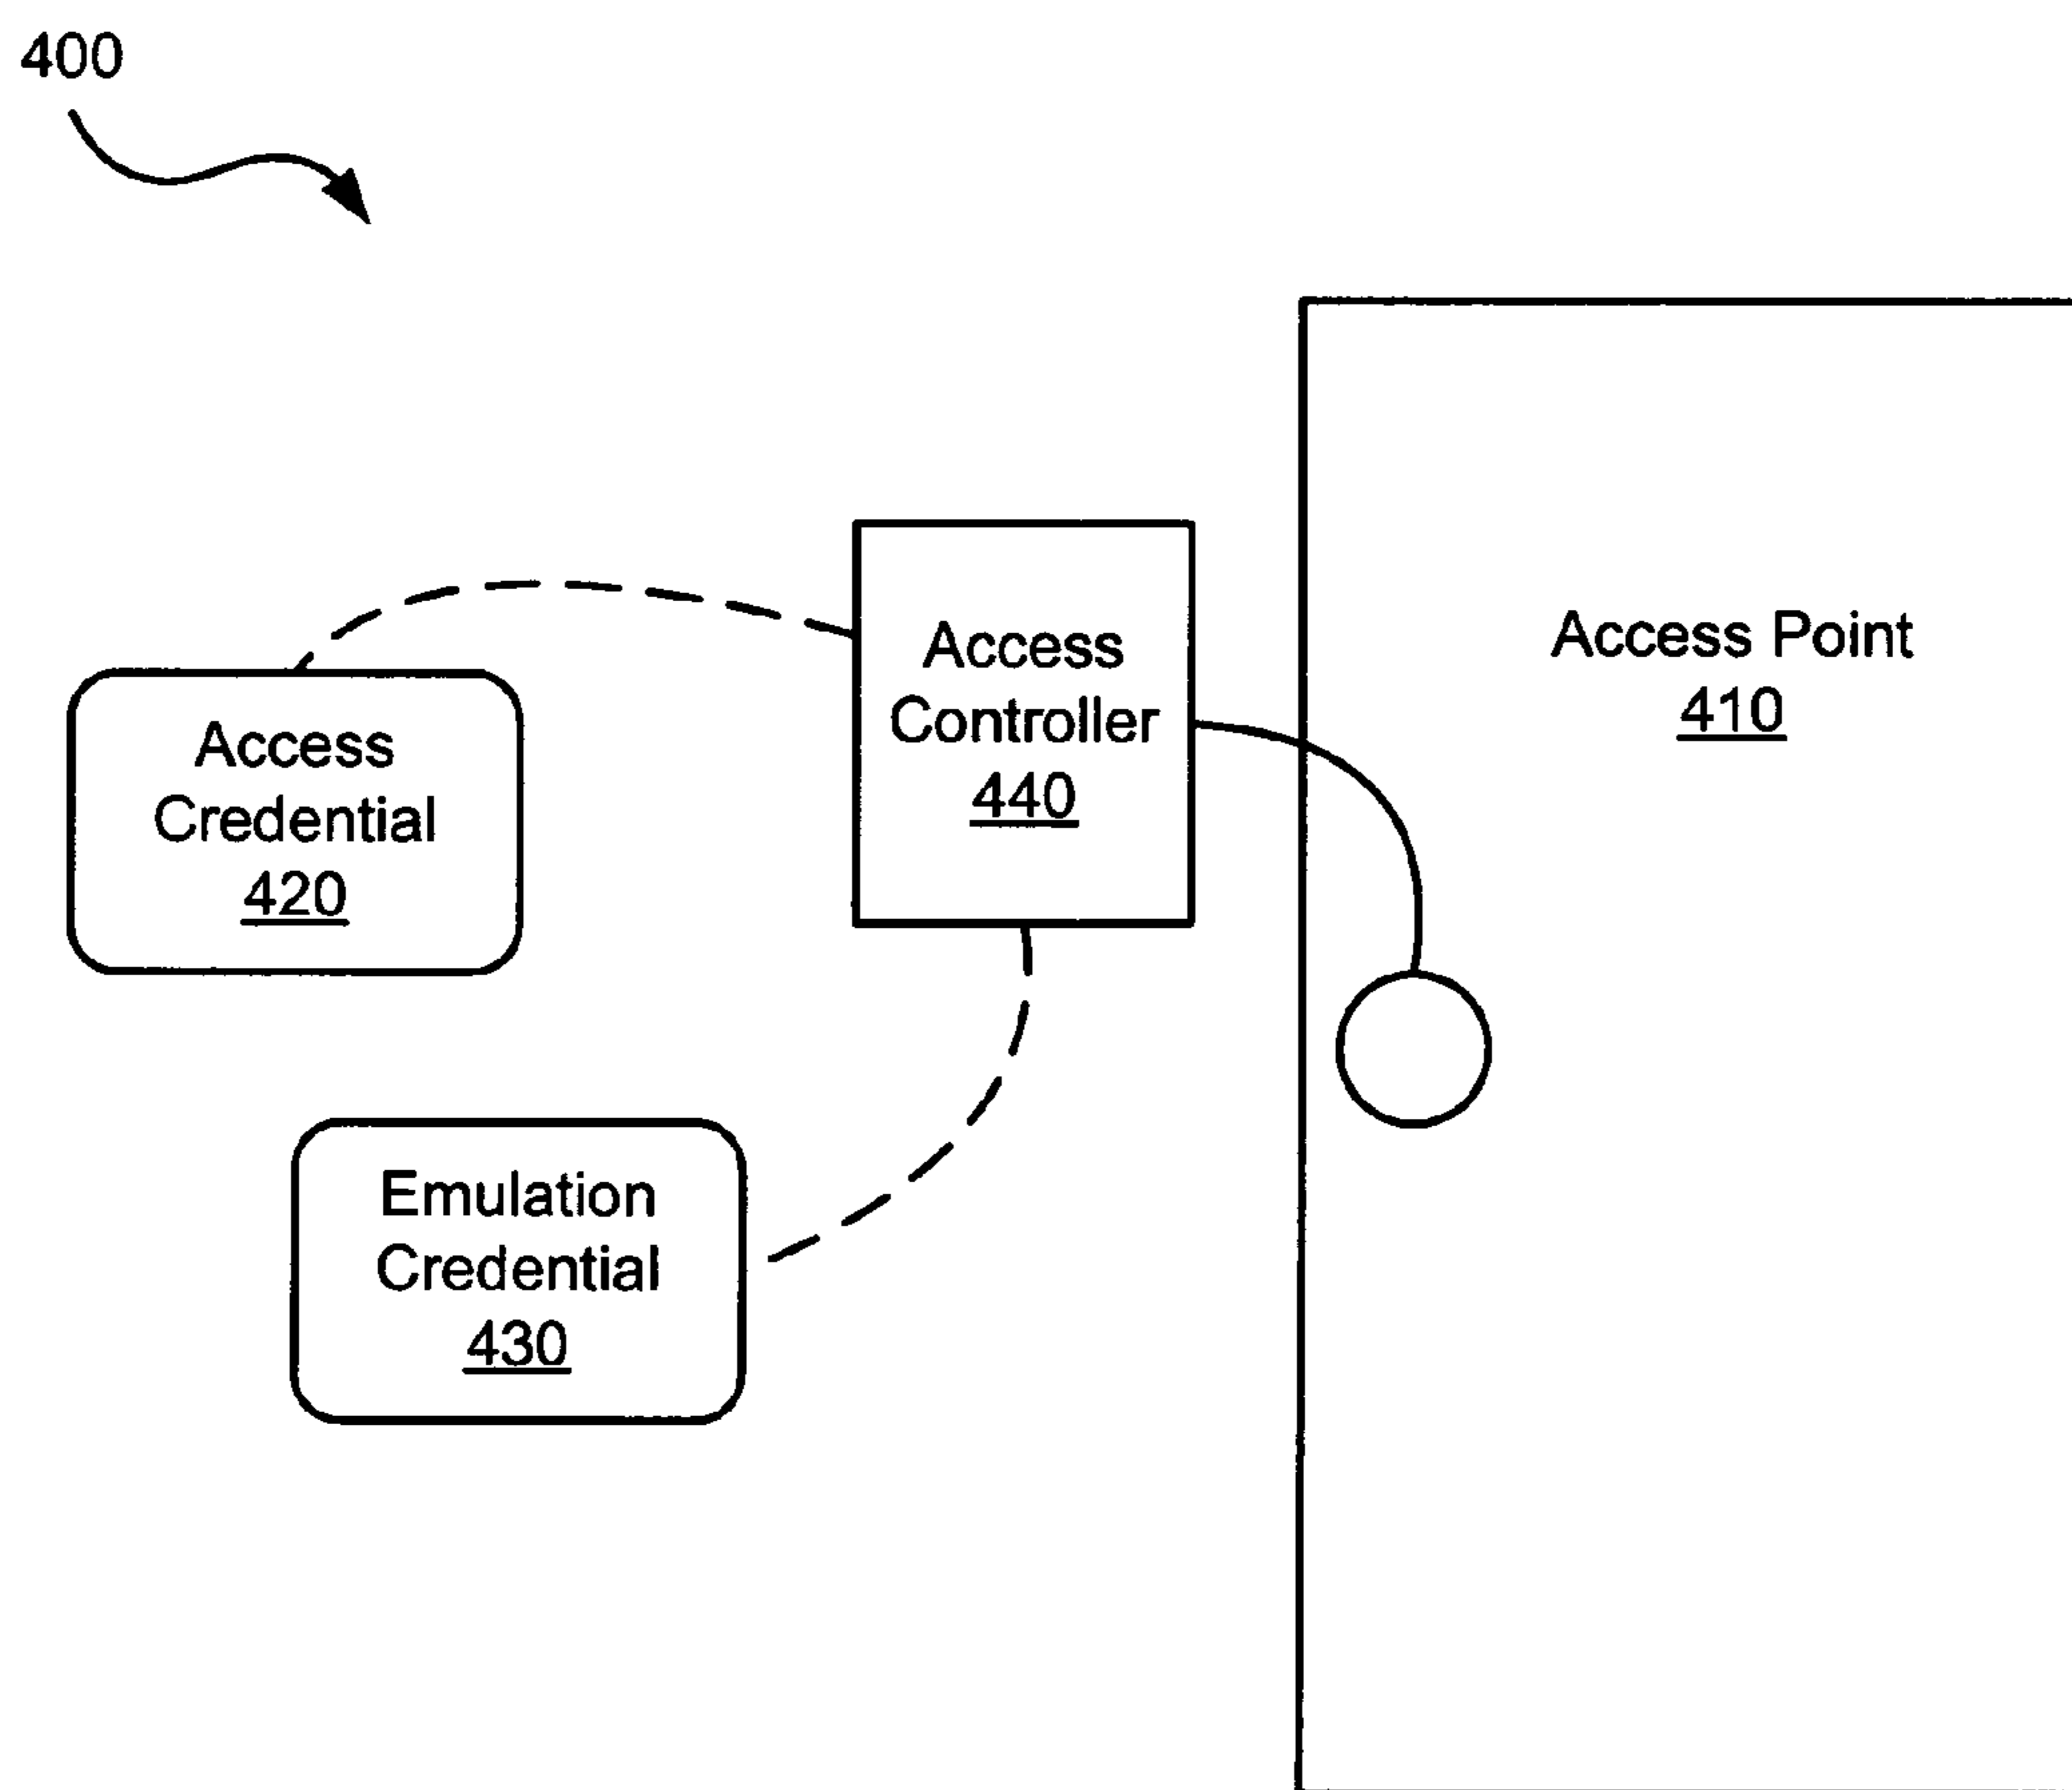 400
Access Point
410
Access
Controller
440
Access
Credential
420
Emulation
Credential
430